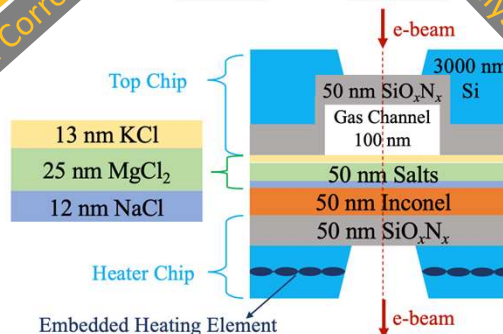 Corro
e-beam
Top Chip
3000 nm
Si
50 nm SiOₓNₓ
Gas Channel
100 nm
13 nm KCl
25 nm MgCl₂
12 nm NaCl
50 nm Salts
50 nm Inconel
50 nm SiOₓNₓ
Heater Chip
Embedded Heating Element
e-beam